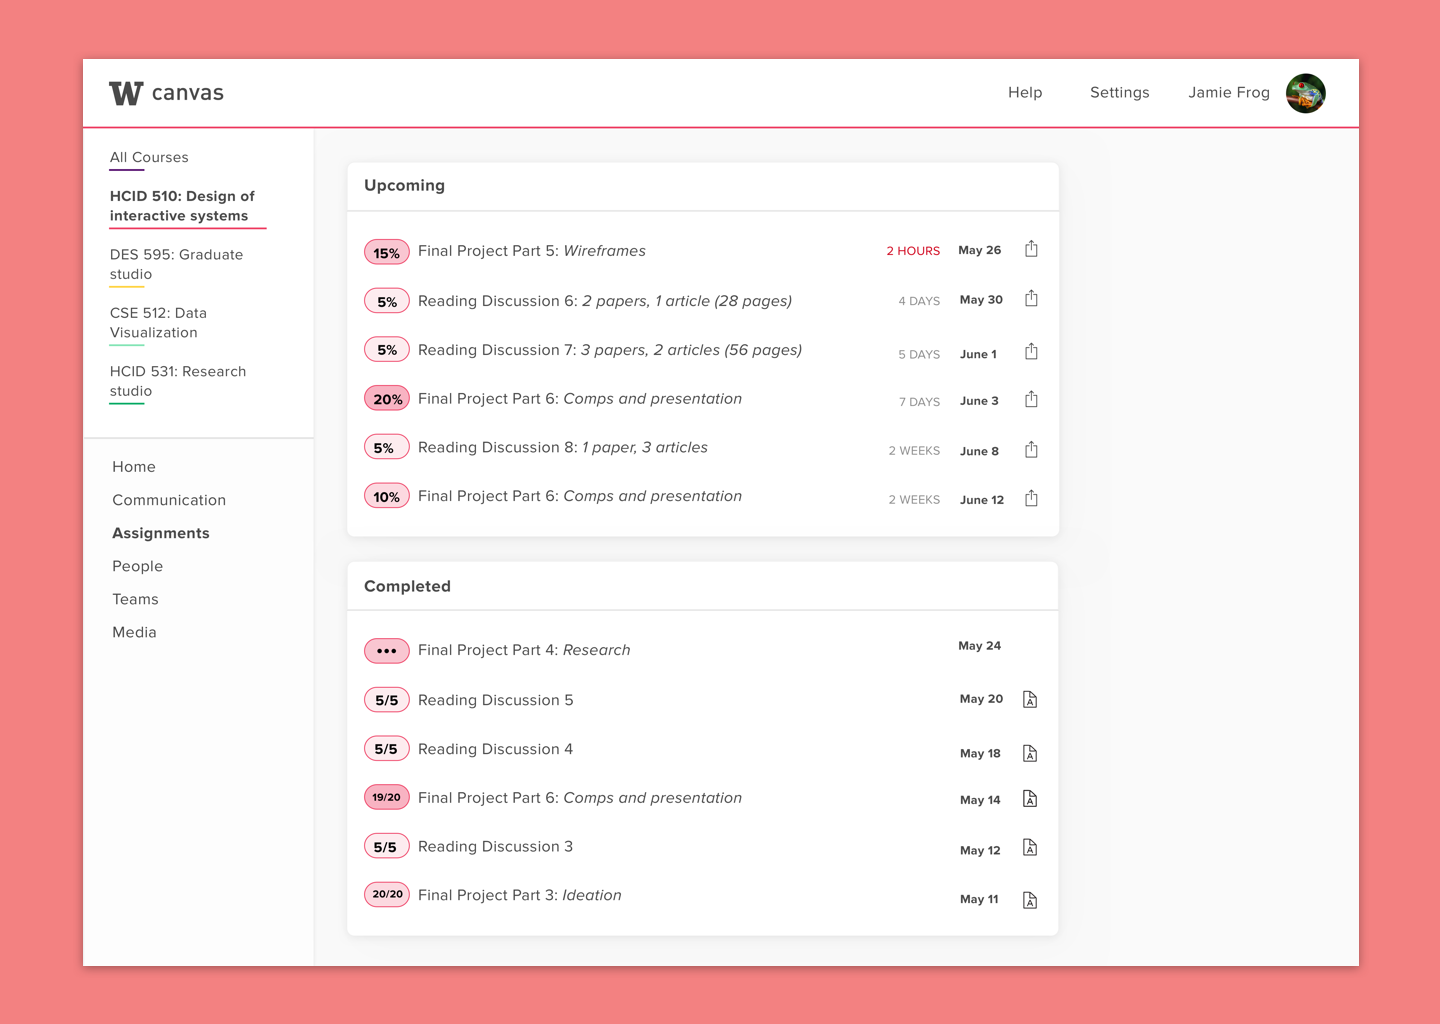 W canvas
Help Settings Jamie Frog
All Courses
HCID 510: Design of
interactive systems
DES 595: Graduate
studio
CSE 512: Data
Visualization
HCID 531: Research
studio
Home
Communication
Assignments
People
Teams
Media
Upcoming
15% Final Project Part 5: Wireframes 2 HOURS May 26
5% Reading Discussion 6: 2 papers, 1 article (28 pages) 4 DAYS May 30
5% Reading Discussion 7: 3 papers, 2 articles (56 pages) 5 DAYS June 1
20% Final Project Part 6: Comps and presentation 7 DAYS June 3
5% Reading Discussion 8: 1 paper, 3 articles 2 WEEKS June 8
10% Final Project Part 6: Comps and presentation 2 WEEKS June 12
Completed
••• Final Project Part 4: Research May 24
5/5 Reading Discussion 5 May 20
5/5 Reading Discussion 4 May 18
19/20 Final Project Part 6: Comps and presentation May 14
5/5 Reading Discussion 3 May 12
20/20 Final Project Part 3: Ideation May 11